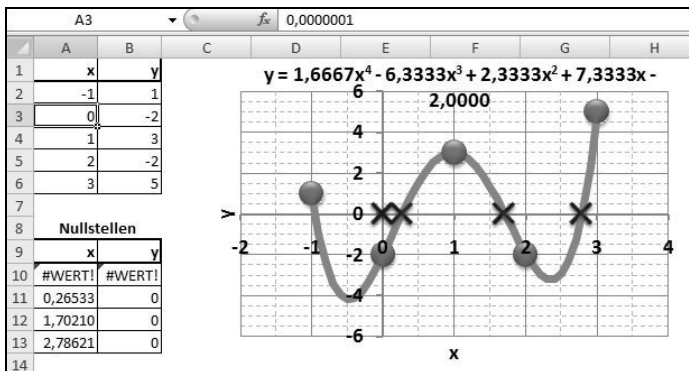 A3 fx 0,0000001
A B C D E F G H
1 x y
2 -1 1
3 0 -2
4 1 3
5 2 -2
6 3 5
7
8 Nullstellen
9 x y
10 #WERT! #WERT!
11 0,26533 0
12 1,70210 0
13 2,78621 0
14
y = 1,6667x⁴ - 6,3333x³ + 2,3333x² + 7,3333x -
2,0000
6
4
2
0
-2 -1 0 1 2 3 4
-2
-4
-6
y
x